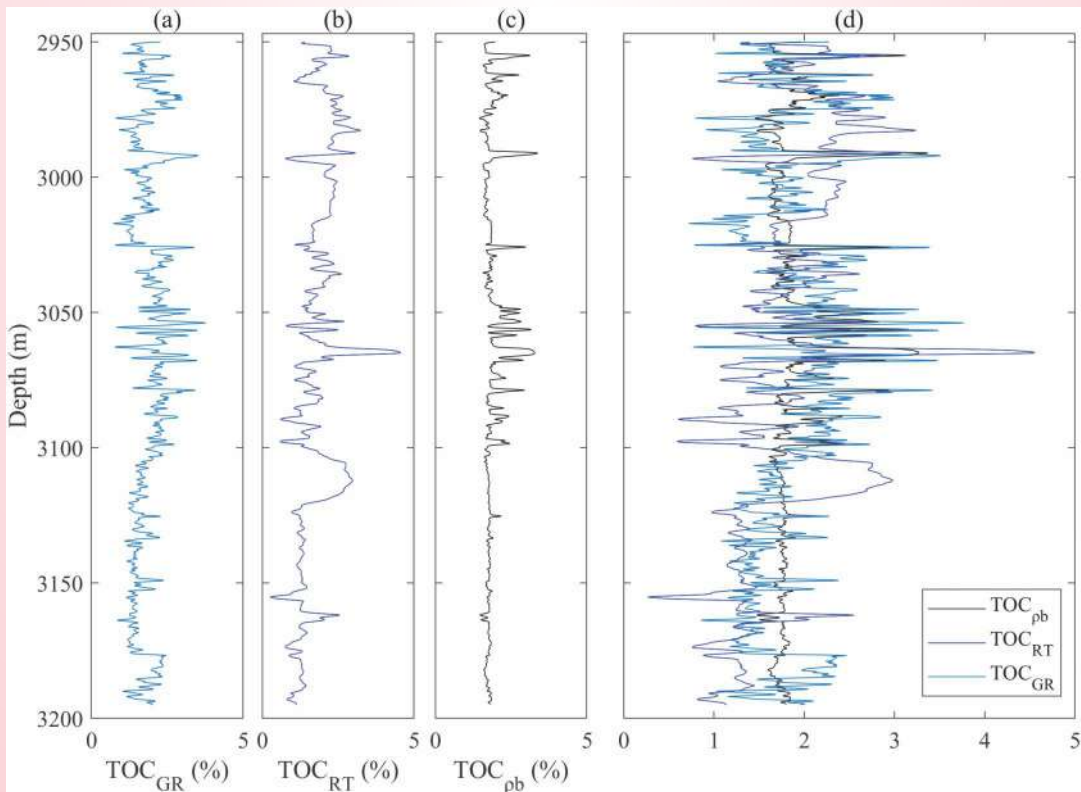 (a) (b) (c) (d)
2950
3000
3050
3100
3150
3200
Depth (m)
0 5 0 5 0 5 0 1 2 3 4 5
TOC_GR (%) TOC_RT (%) TOC_ρb (%)
TOC_ρb
TOC_RT
TOC_GR